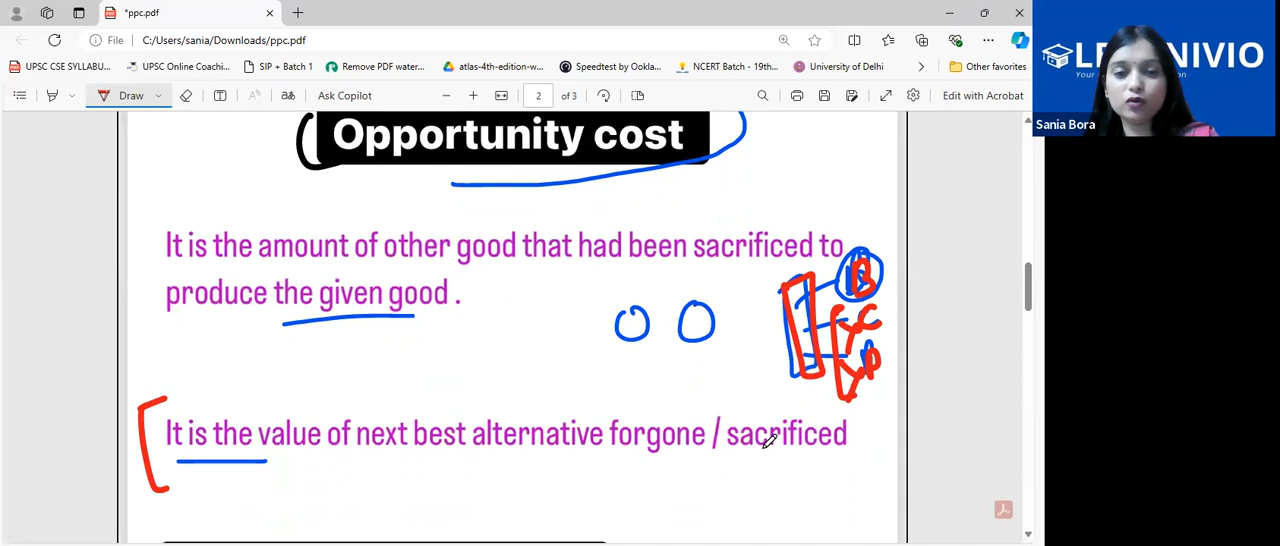 *ppc.pdf
File
C:/Users/sania/Downloads/ppc.pdf
UPSC CSE SYLLABU...
UPSC Online Coachi...
SIP + Batch 1
Remove PDF water...
atlas-4th-edition-w...
Speedtest by Ookla...
NCERT Batch - 19th...
University of Delhi
Other favorites
Draw
Ask Copilot
2
of 3
Edit with Acrobat
Sania Bora
Opportunity cost
It is the amount of other good that had been sacrificed to
produce the given good .
B
C
It is the value of next best alternative forgone / sacrificed